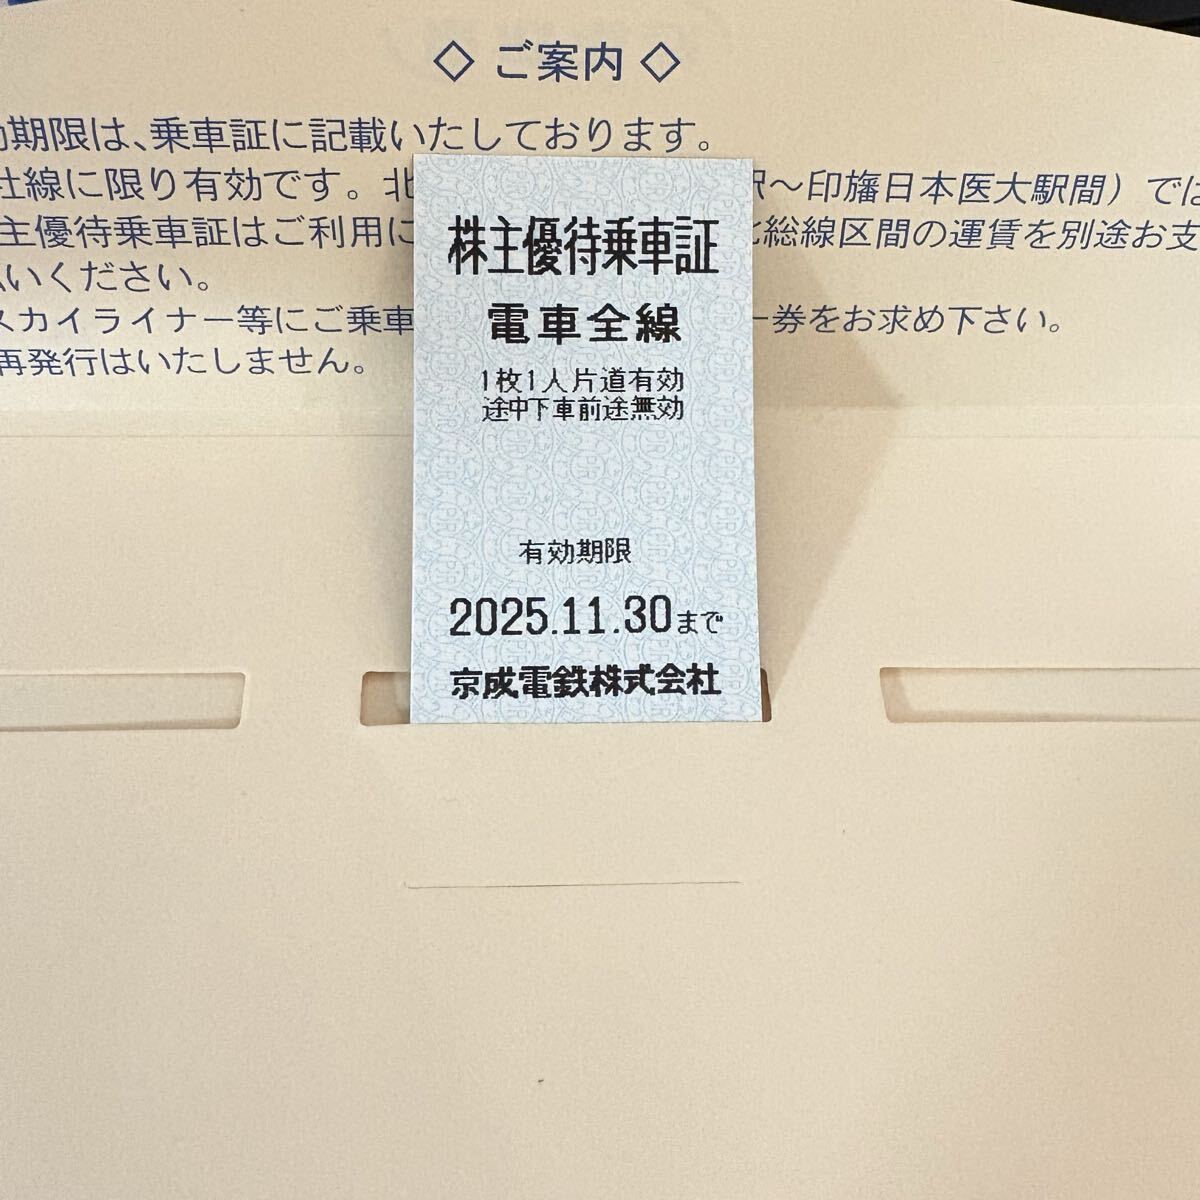 ◇ ご案内 ◇
期限は、乗車証に記載いたしております。
社線に限り有効です。北
～印旛日本医大駅間）では
主優待乗車証はご利用に
総線区間の運賃を別途お支
いください。
スカイライナー等にご乗車
ー券をお求め下さい。
再発行はいたしません。
株主優待乗車証
電車全線
1枚1人片道有効
途中下車前途無効
有効期限
2025.11.30まで
京成電鉄株式会社